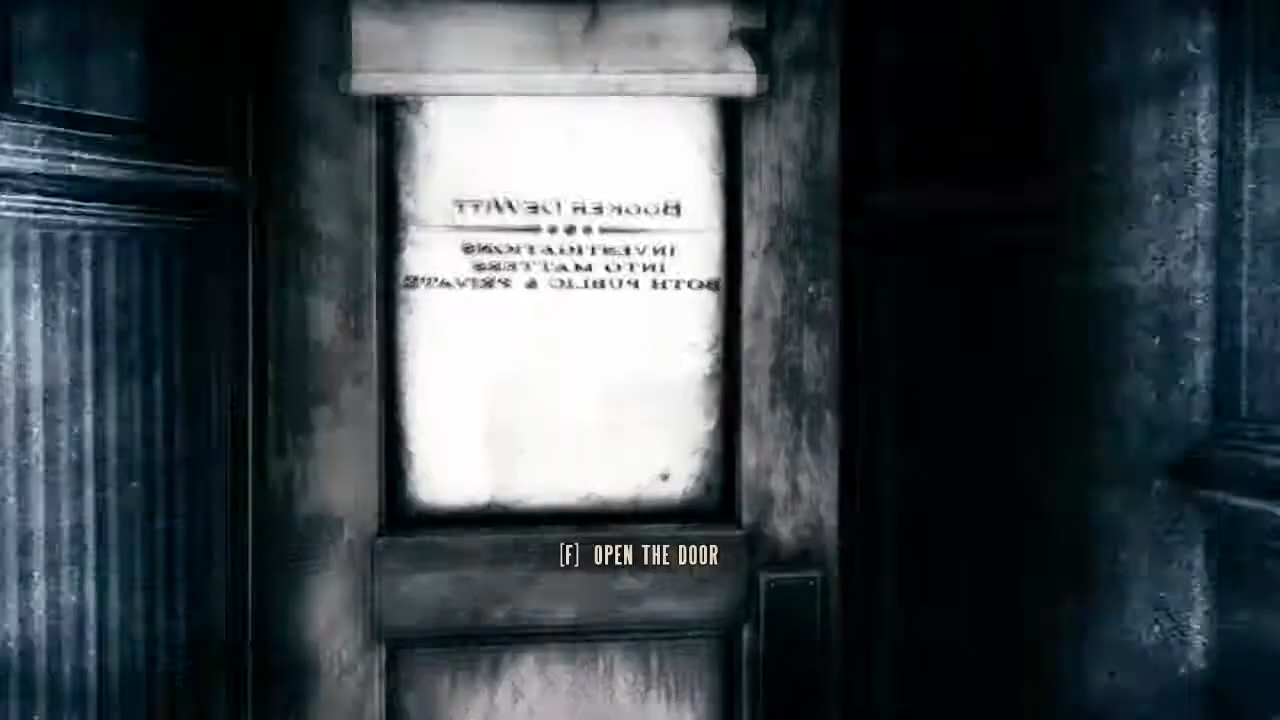 BOOKER DEWITT
INVESTIGATIONS
INTO MATTERS
BOTH PUBLIC & PRIVATE
[F] OPEN THE DOOR